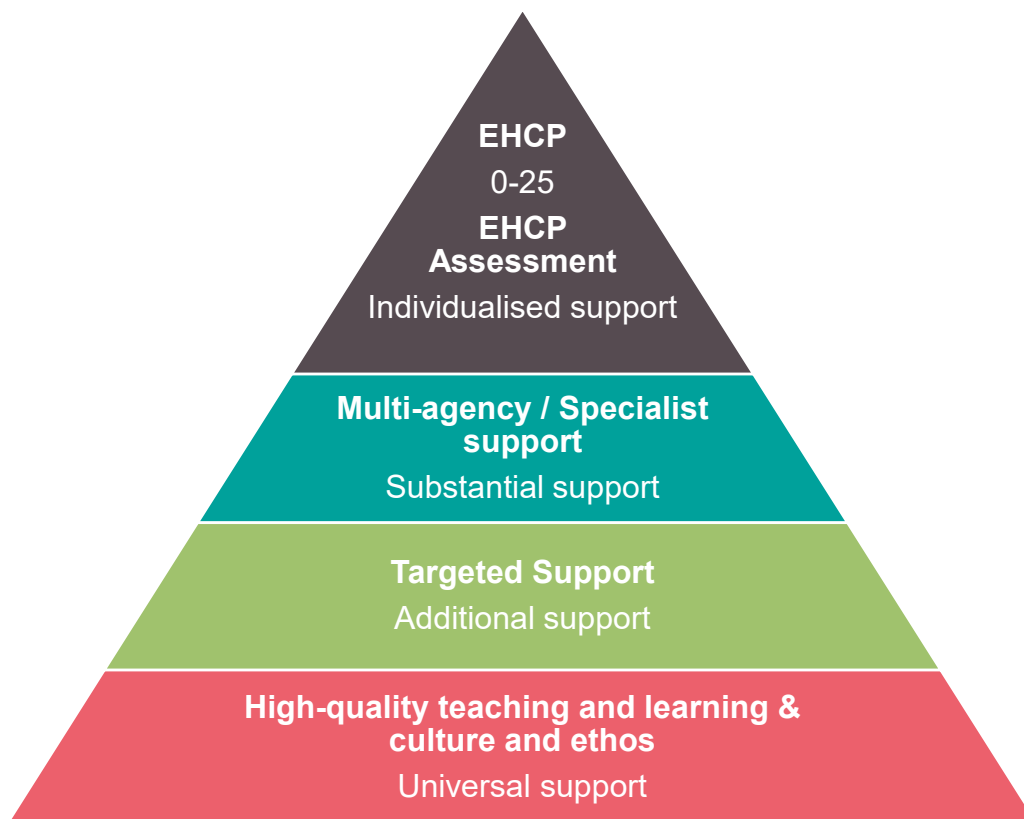 EHCP
0-25
EHCP
Assessment
Individualised support
Multi-agency / Specialist
support
Substantial support
Targeted Support
Additional support
High-quality teaching and learning &
culture and ethos
Universal support